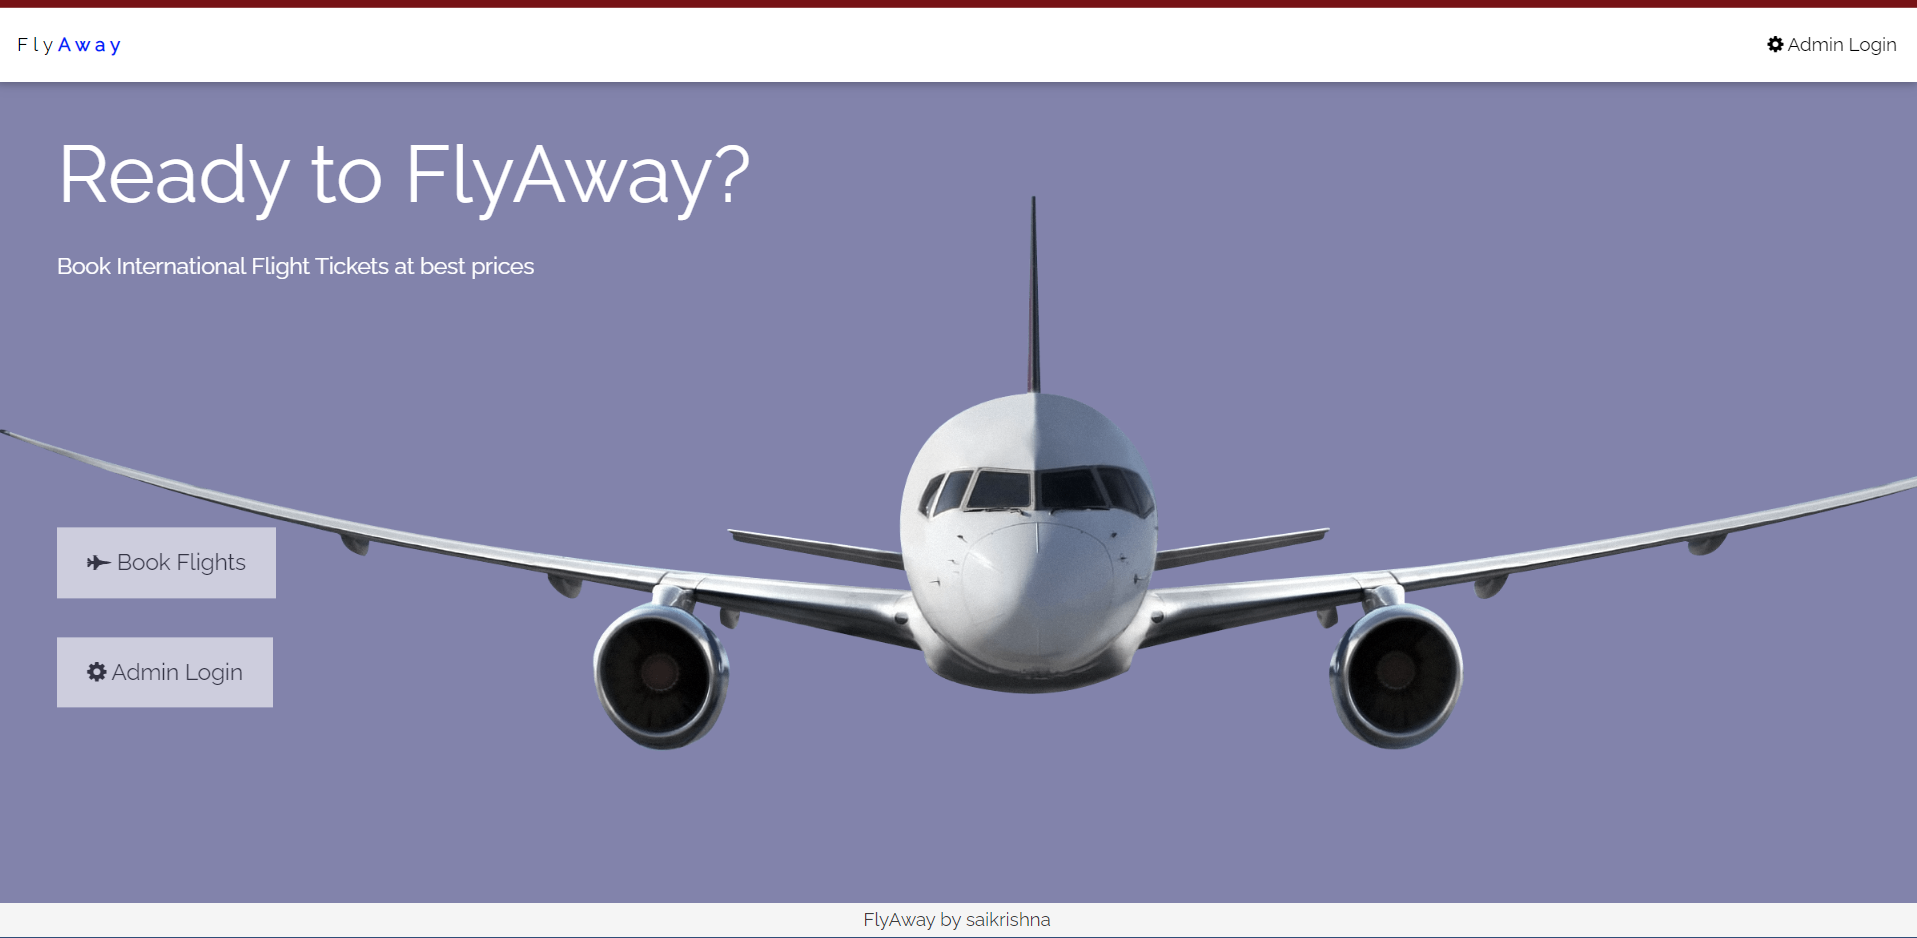 FlyAway
Admin Login
Ready to FlyAway?
Book International Flight Tickets at best prices
Book Flights
Admin Login
FlyAway by saikrishna